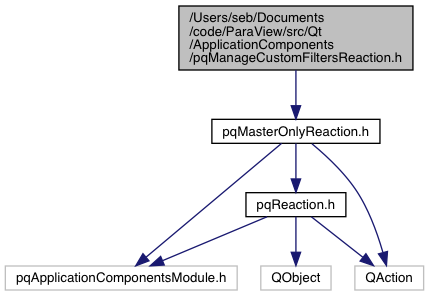 /Users/seb/Documents
/code/ParaView/src/Qt
/ApplicationComponents
/pqManageCustomFiltersReaction.h
pqMasterOnlyReaction.h
pqReaction.h
pqApplicationComponentsModule.h
QObject
QAction